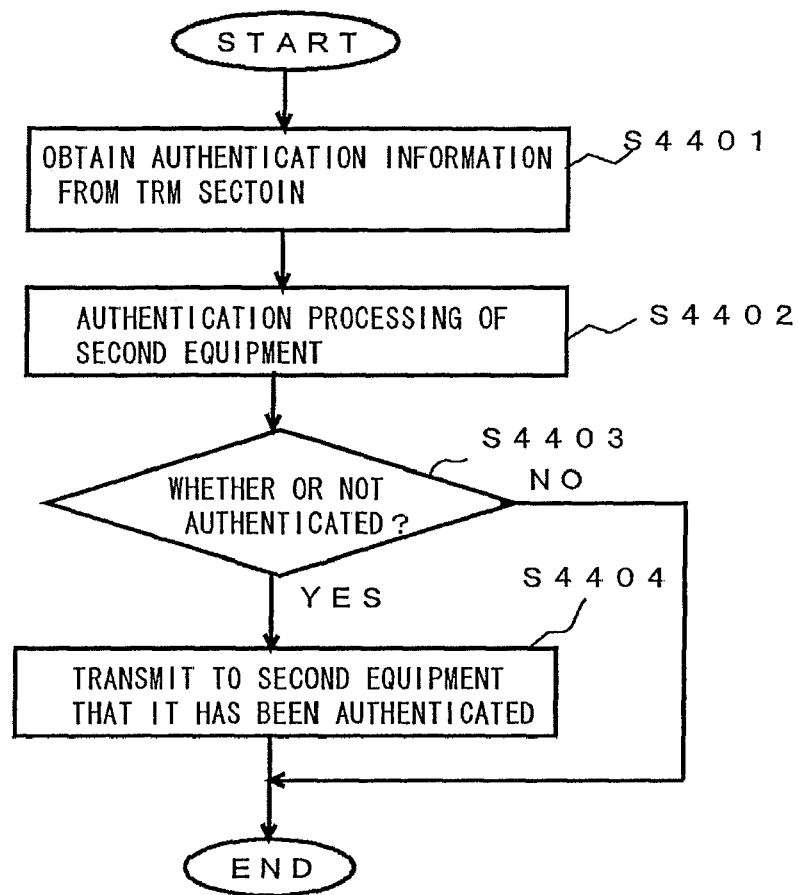 START
OBTAIN AUTHENTICATION INFORMATION
FROM TRM SECTOIN
S4401
AUTHENTICATION PROCESSING OF
SECOND EQUIPMENT
S4402
S4403
WHETHER OR NOT
AUTHENTICATED?
NO
YES
S4404
TRANSMIT TO SECOND EQUIPMENT
THAT IT HAS BEEN AUTHENTICATED
END